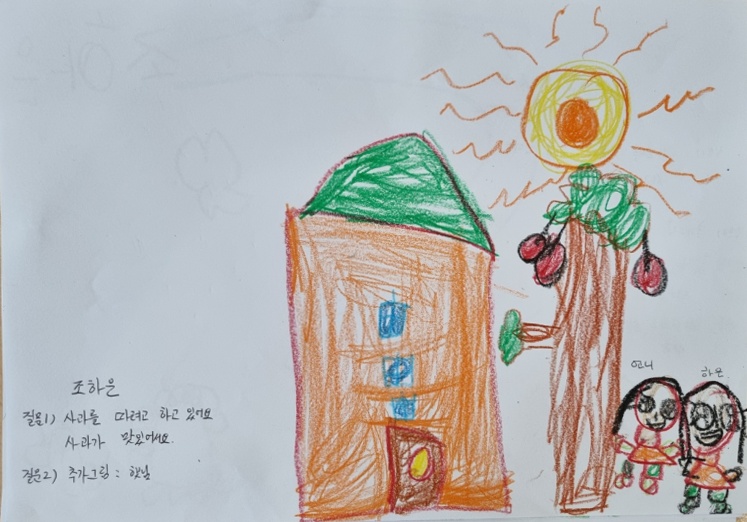 조하은
질문1) 사과를 따려고 하고 있어요
사과가 맛있어서요.
질문2) 추가그림 : 햇님
언니
하은